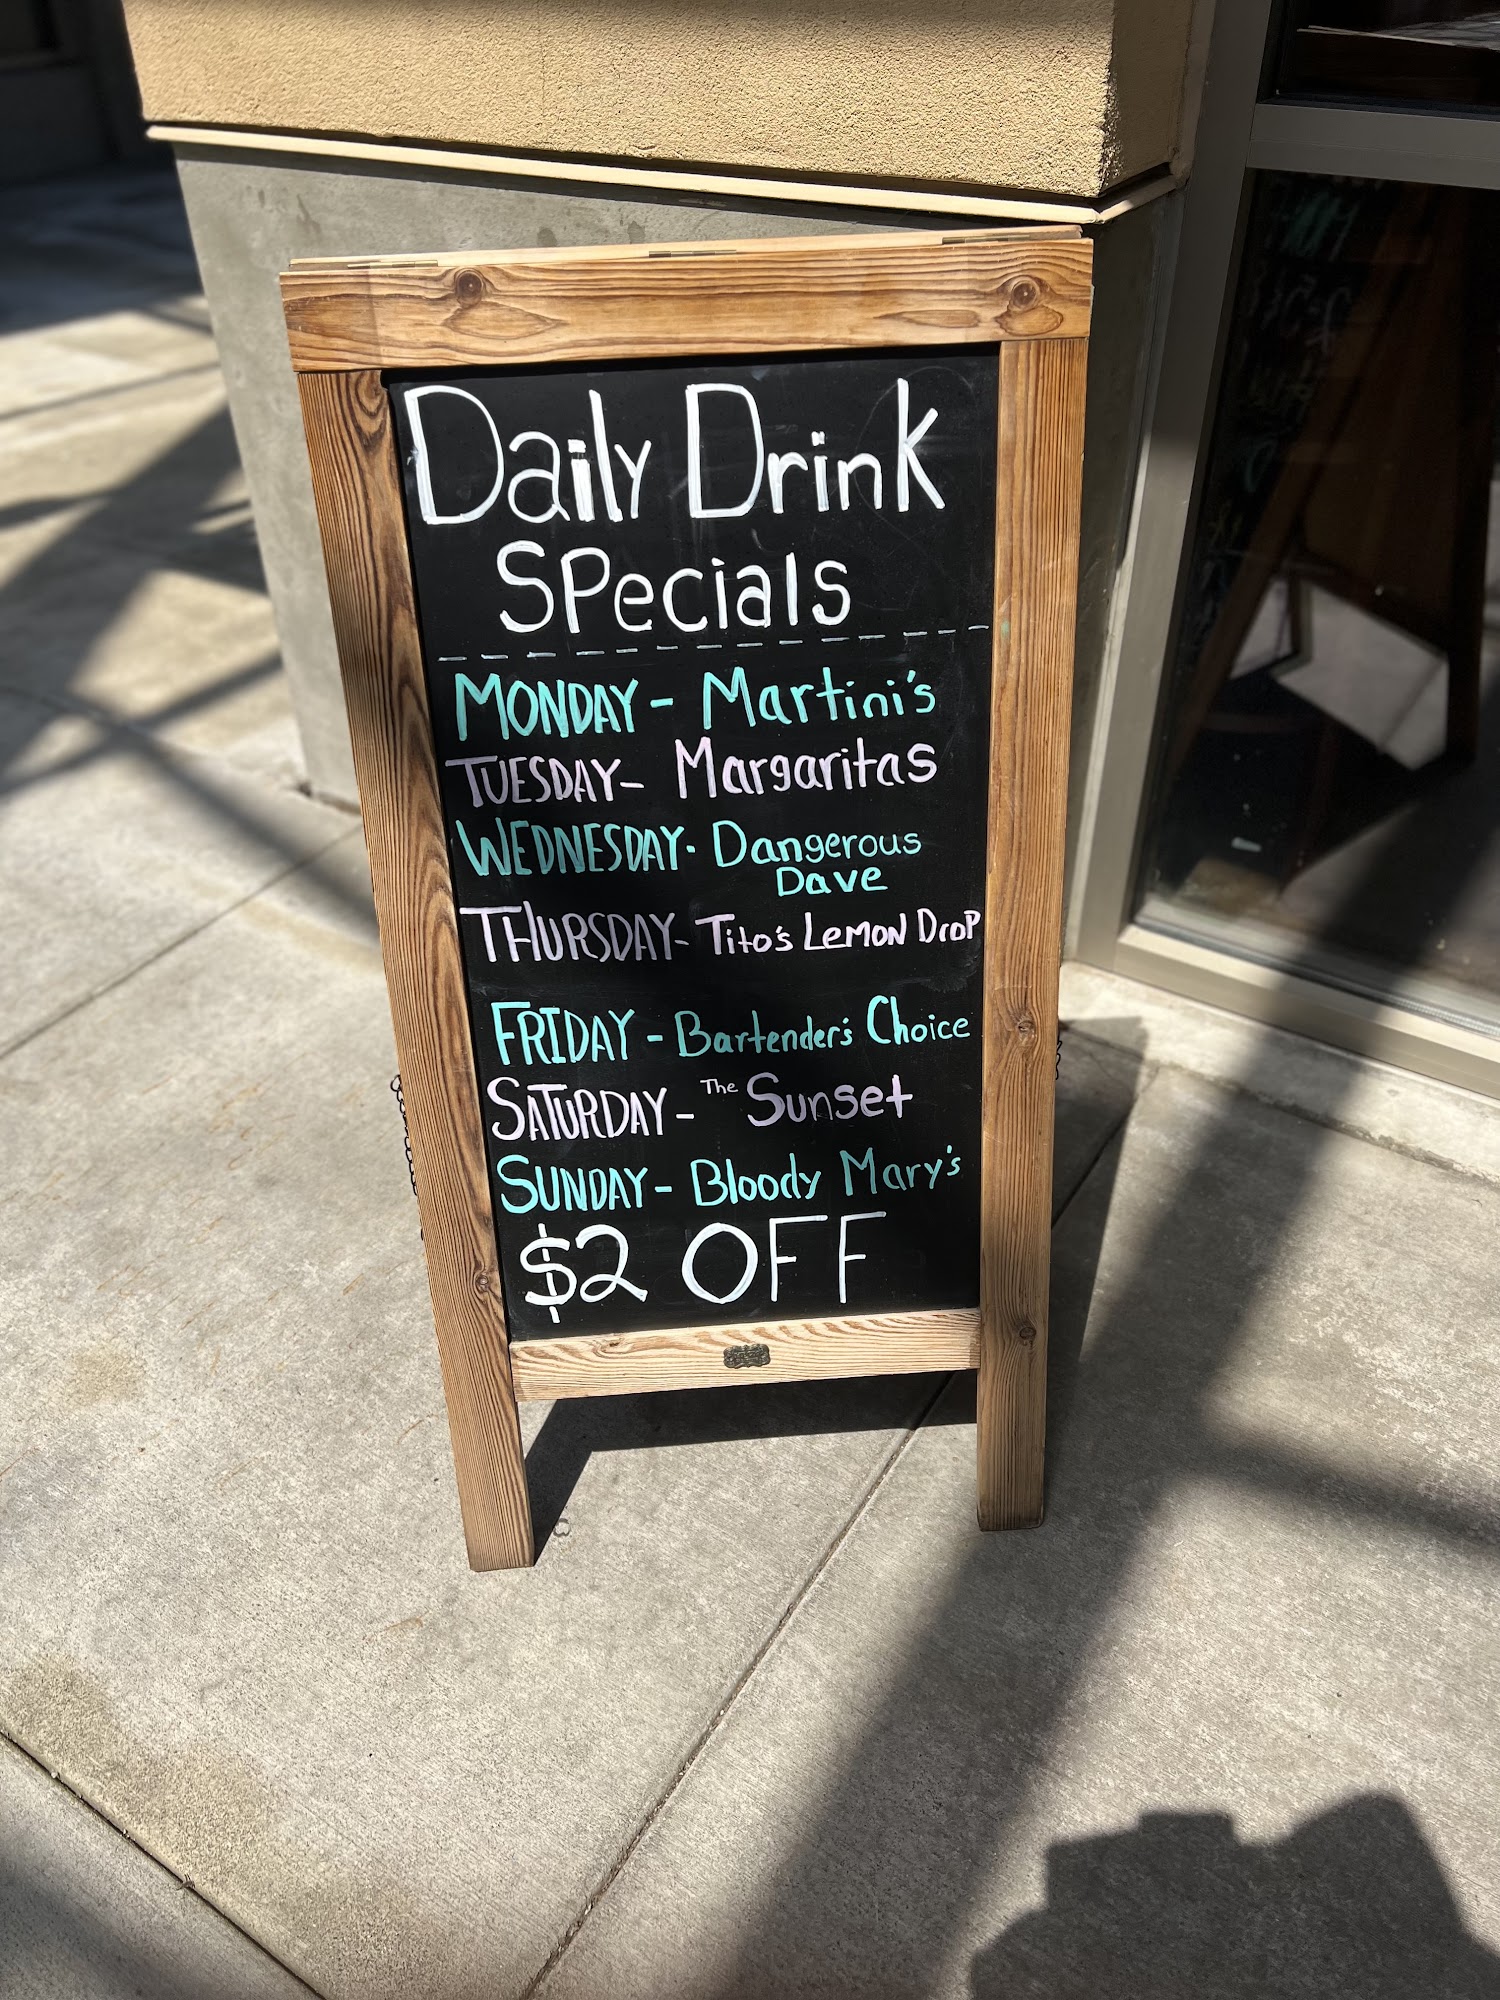 Daily Drink
Specials
MONDAY - Martini's
TUESDAY - Margaritas
WEDNESDAY - Dangerous
Dave
THURSDAY - Tito's Lemon Drop
FRIDAY - Bartender's Choice
SATURDAY - The Sunset
SUNDAY - Bloody Mary's
$2 OFF